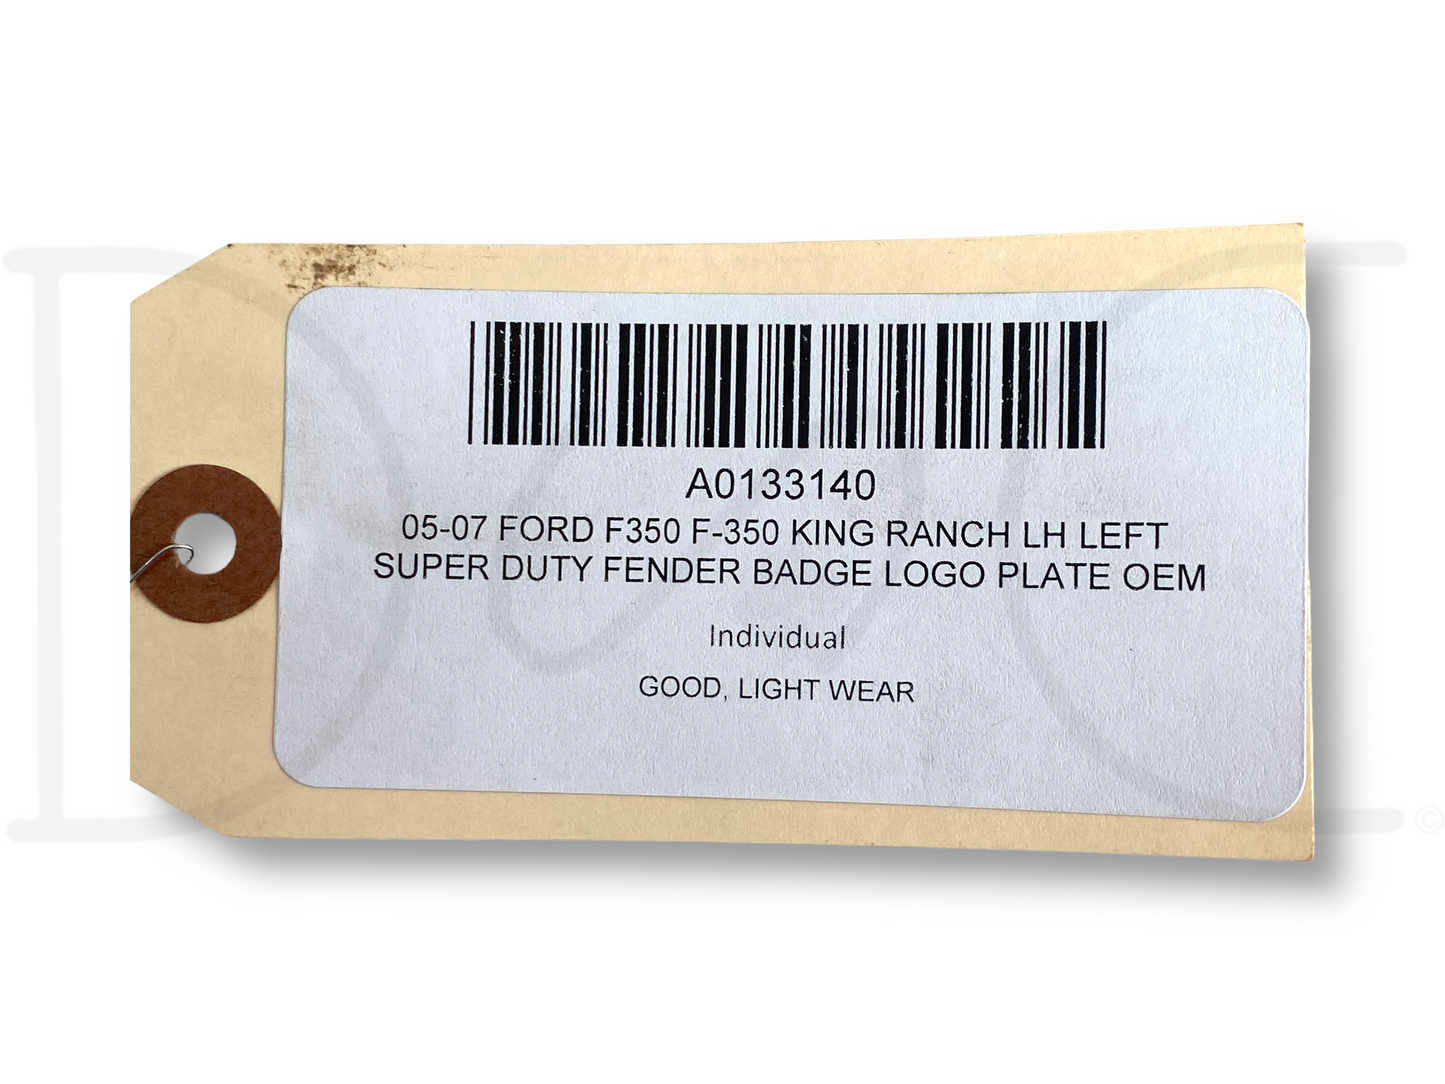 A0133140
05-07 FORD F350 F-350 KING RANCH LH LEFT
SUPER DUTY FENDER BADGE LOGO PLATE OEM
Individual
GOOD, LIGHT WEAR
©